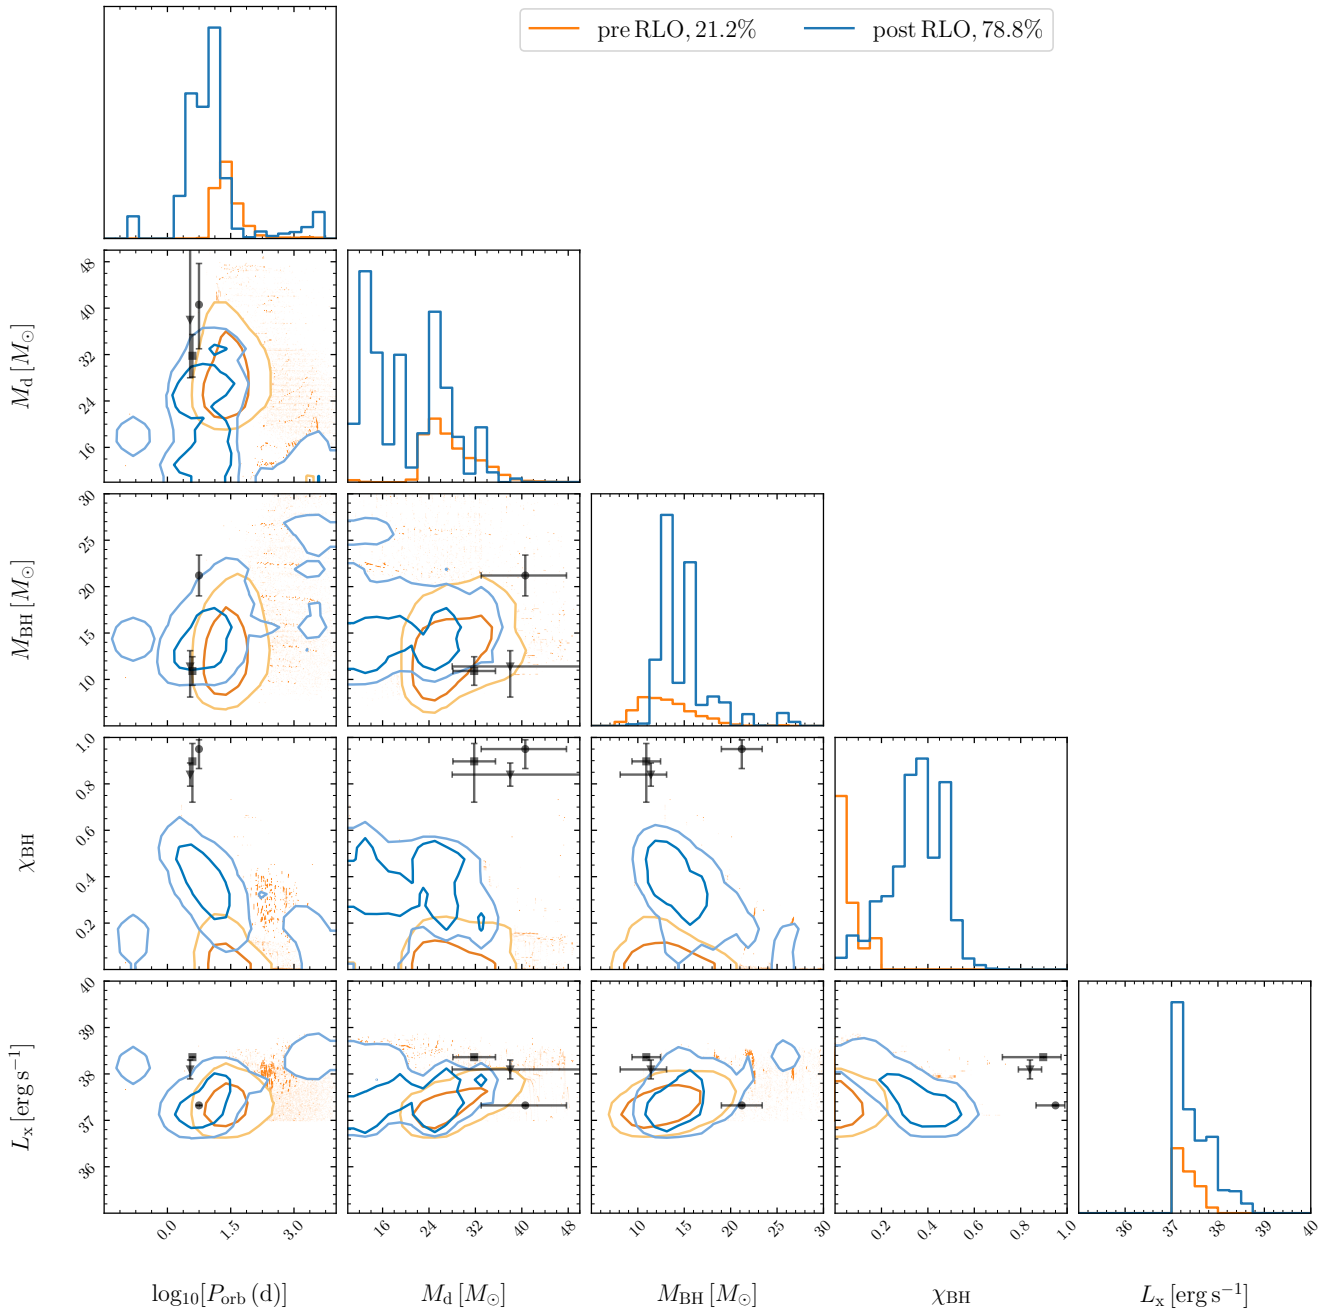 pre RLO, 21.2% post RLO, 78.8%
M_d [M_⊙]
48
40
32
24
16
M_BH [M_⊙]
30
25
20
15
10
χ_BH
1.0
0.8
0.6
0.4
0.2
L_x [erg s⁻¹]
40
39
38
37
36
0.0 1.5 3.0 16 24 32 40 48 10 15 20 25 30 0.2 0.4 0.6 0.8 1.0 36 37 38 39 40
log₁₀[P_orb (d)] M_d [M_⊙] M_BH [M_⊙] χ_BH L_x [erg s⁻¹]